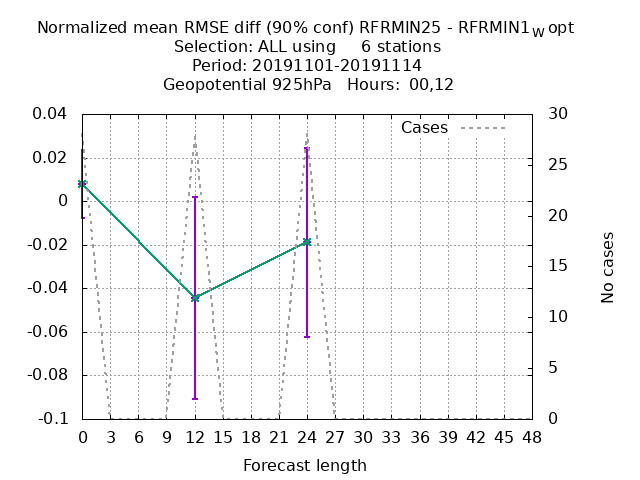 Normalized mean RMSE diff (90% conf) RFRMIN25 - RFRMIN1wopt
Selection: ALL using     6 stations
Period: 20191101-20191114
Geopotential 925hPa   Hours:  00,12
Cases
0.04
0.02
0
-0.02
-0.04
-0.06
-0.08
-0.1
30
25
20
15
10
5
0
No cases
0 3 6 9 12 15 18 21 24 27 30 33 36 39 42 45 48
Forecast length